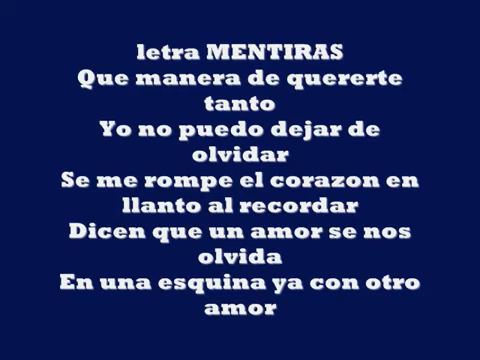 letra MENTIRAS
Que manera de quererte
tanto
Yo no puedo dejar de
olvidar
Se me rompe el corazon en
llanto al recordar
Dicen que un amor se nos
olvida
En una esquina ya con otro
amor